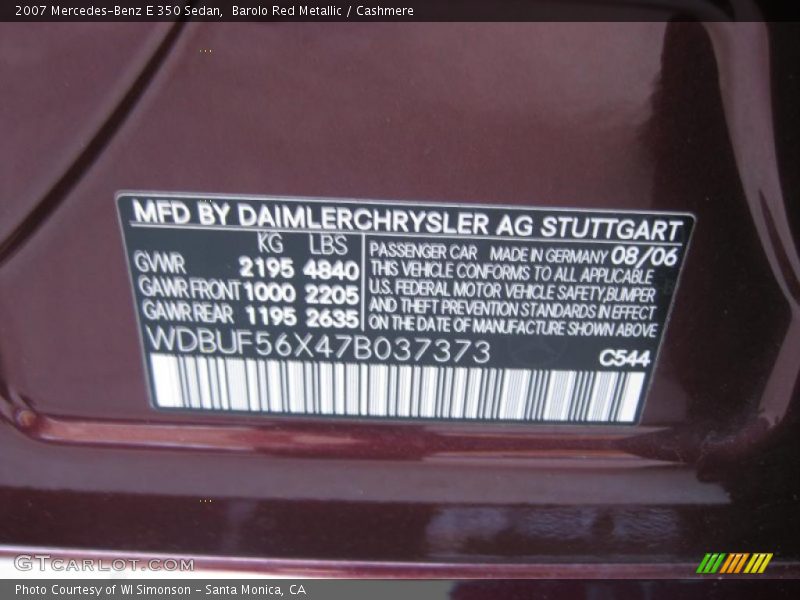 2007 Mercedes-Benz E 350 Sedan, Barolo Red Metallic / Cashmere
MFD BY DAIMLERCHRYSLER AG STUTTGART
KG LBS
GVWR 2195 4840
GAWR FRONT 1000 2205
GAWR REAR 1195 2635
PASSENGER CAR MADE IN GERMANY 08/06
THIS VEHICLE CONFORMS TO ALL APPLICABLE
U.S. FEDERAL MOTOR VEHICLE SAFETY, BUMPER
AND THEFT PREVENTION STANDARDS IN EFFECT
ON THE DATE OF MANUFACTURE SHOWN ABOVE
WDBUF56X47B037373
C544
GTcarlot.com
Photo Courtesy of WI Simonson - Santa Monica, CA